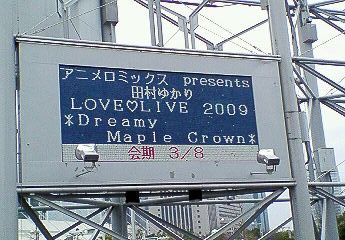 アニメロミックス presents
田村ゆかり
LOVE♡LIVE 2009
*Dreamy
Maple Crown*
会期 3/8